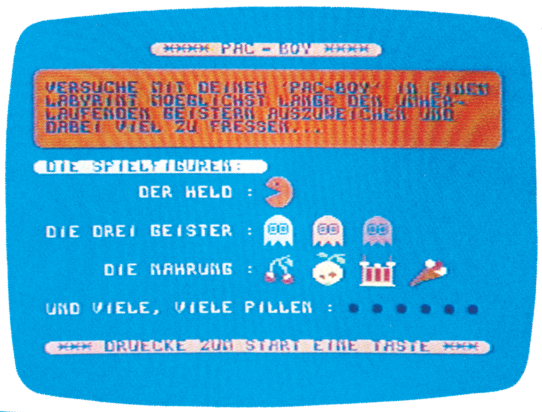 **** PAC - BOY ****
VERSUCHE MIT DEINEM 'PAC-BOY' IN EINEM
LABYRINT MOEGLICHST LANGE DEN UMHER-
LAUFENDEN GEISTERN AUSZUWEICHEN UND
DABEI VIEL ZU FRESSEN...
DIE SPIELFIGUREN:
DER HELD :
DIE DREI GEISTER :
DIE NAHRUNG :
UND VIELE, VIELE PILLEN :
*** DRUECKE ZUM START EINE TASTE ***